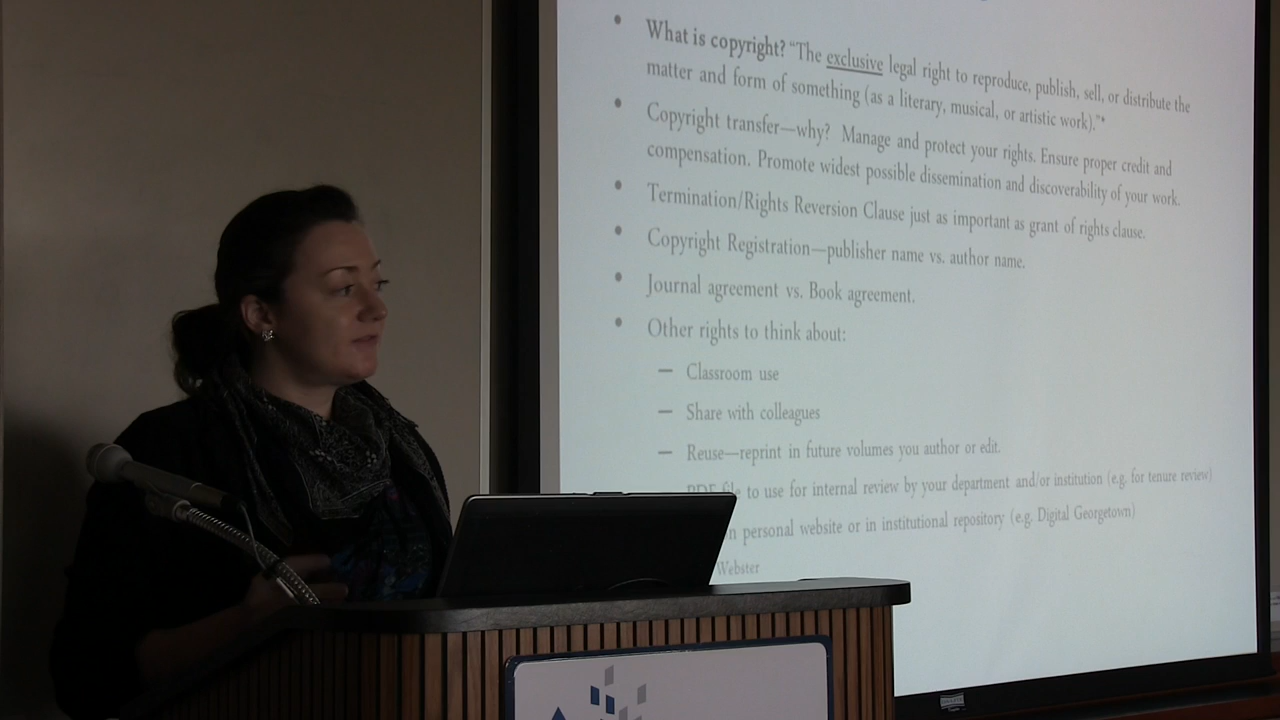 • What is copyright? “The exclusive legal right to reproduce, publish, sell, or distribute the
matter and form of something (as a literary, musical, or artistic work).”*
• Copyright transfer—why? Manage and protect your rights. Ensure proper credit and
compensation. Promote widest possible dissemination and discoverability of your work.
• Termination/Rights Reversion Clause just as important as grant of rights clause.
• Copyright Registration—publisher name vs. author name.
• Journal agreement vs. Book agreement.
• Other rights to think about:
— Classroom use
— Share with colleagues
— Reuse—reprint in future volumes you author or edit.
PDF file to use for internal review by your department and/or institution (e.g. for tenure review)
personal website or in institutional repository (e.g. Digital Georgetown)
Webster